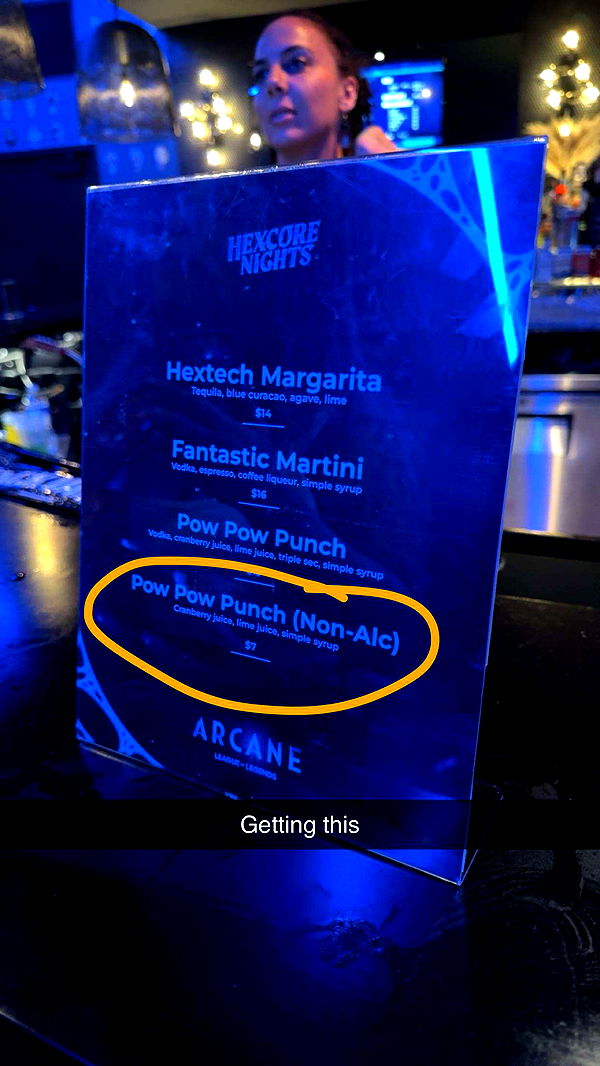 HEXCORE
NIGHTS
Hextech Margarita
Tequila, blue curacao, agave, lime
$14
Fantastic Martini
Vodka, espresso, coffee liqueur, simple syrup
$16
Pow Pow Punch
Vodka, cranberry juice, lime juice, triple sec, simple syrup
Pow Pow Punch (Non-Alc)
Cranberry juice, lime juice, simple syrup
$7
ARCANE
LEAGUE OF LEGENDS
Getting this